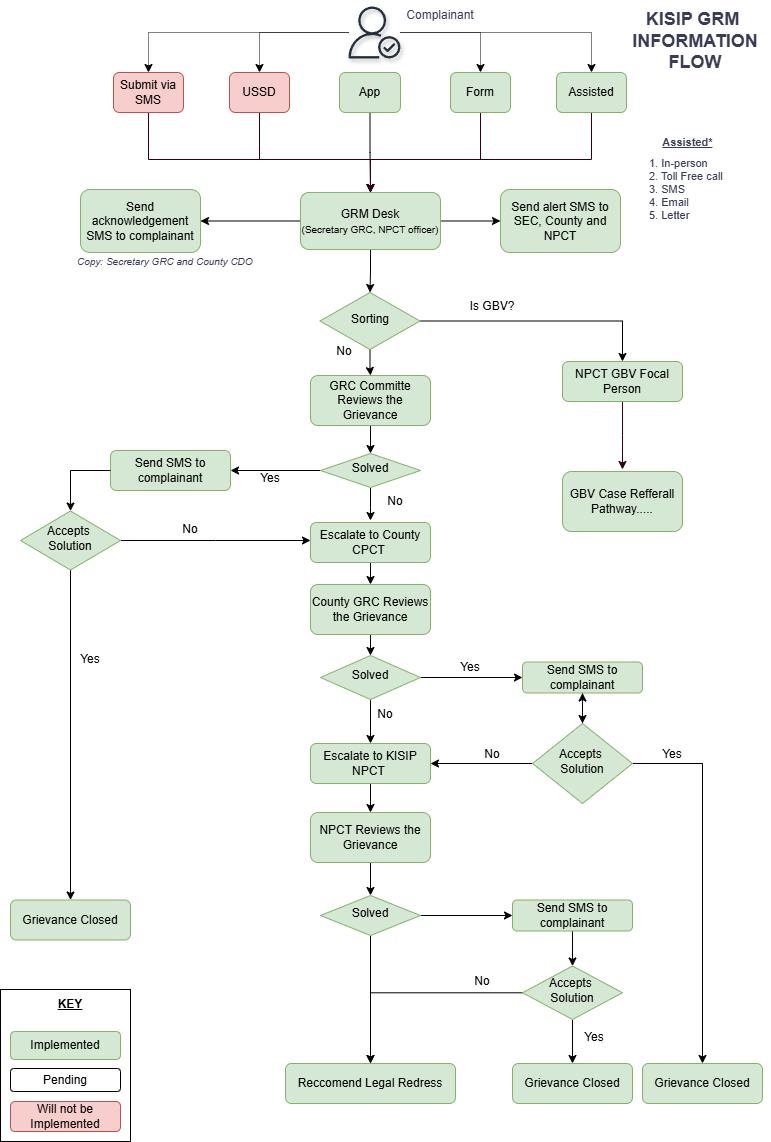 Complainant
KISIP GRM
INFORMATION
FLOW
Submit via
SMS
USSD
App
Form
Assisted
Assisted*
1. In-person
2. Toll Free call
3. SMS
4. Email
5. Letter
Send
acknowledgement
SMS to complainant
GRM Desk
(Secretary GRC, NPCT officer)
Send alert SMS to
SEC, County and
NPCT
Copy: Secretary GRC and County CDO
Is GBV?
Sorting
No
NPCT GBV Focal
Person
GRC Committe
Reviews the
Grievance
Send SMS to
complainant
Yes
Solved
No
GBV Case Refferall
Pathway.....
Accepts
Solution
No
Escalate to County
CPCT
County GRC Reviews
the Grievance
Yes
Solved
Yes
Send SMS to
complainant
No
Escalate to KISIP
NPCT
No
Accepts
Solution
Yes
NPCT Reviews the
Grievance
Grievance Closed
Solved
Send SMS to
complainant
No
Accepts
Solution
Yes
KEY
Implemented
Pending
Will not be
Implemented
Reccomend Legal Redress
Grievance Closed
Grievance Closed